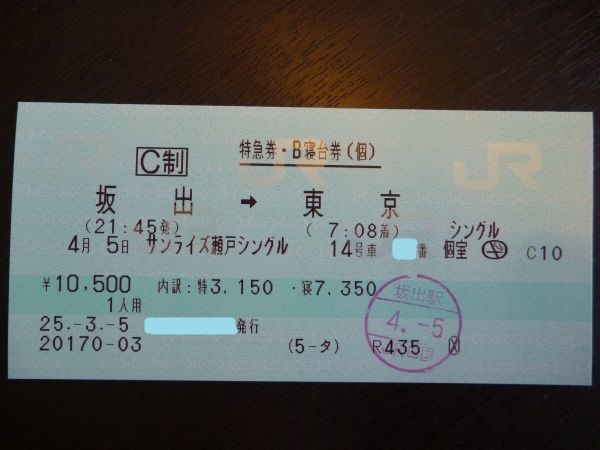 特急券・B寝台券(個)
C制
坂出 → 東京
(21:45発) (7:08着) シングル
4月 5日 サンライズ瀬戸シングル 14号車 番 個室 C10
¥10,500 内訳:特3,150 ・寝7,350
1人用
25.-3.-5 発行
20170-03 (5-タ) R435
坂出駅
4.-5
JR